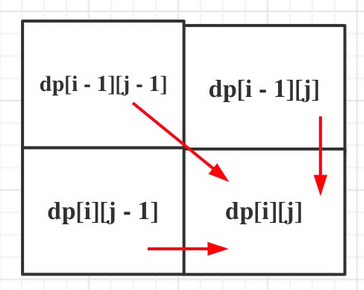 dp[i - 1][j - 1]
dp[i - 1][j]
dp[i][j - 1]
dp[i][j]